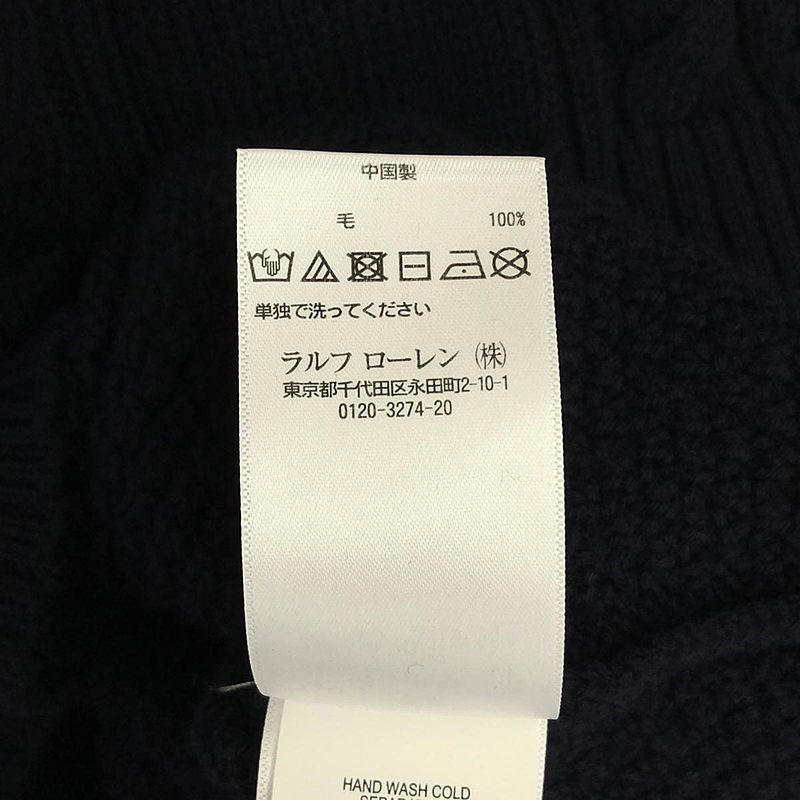 中国製
毛 100%
単独で洗ってください
ラルフ ローレン (株)
東京都千代田区永田町2-10-1
0120-3274-20
HAND WASH COLD